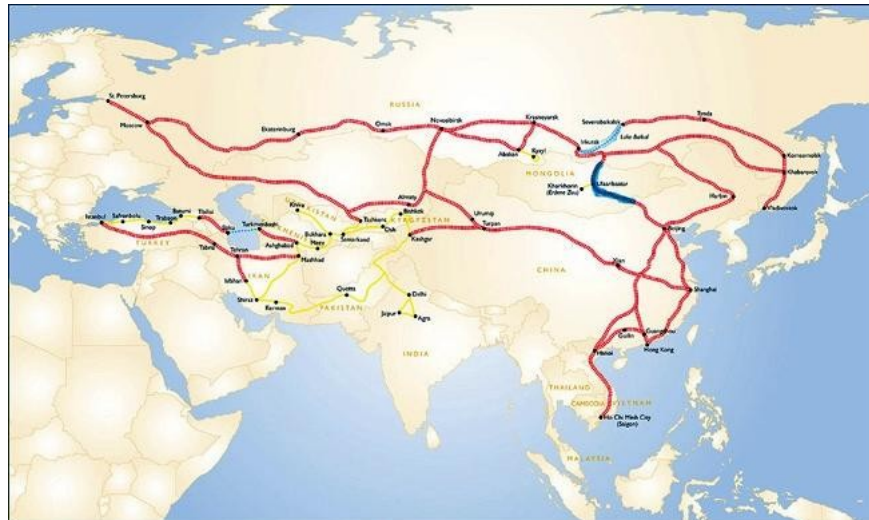 St. Petersburg
Moscow
RUSSIA
Ekaterinburg
Omsk
Novosibirsk
Krasnoyarsk
Severobaikalsk
Tynda
Lake Baikal
Irkutsk
Abakan
Kyzyl
Komsomolsk
Khabarovsk
Vladivostok
MONGOLIA
Kharkhorin
(Erdene Zuu)
Ulaanbaatar
Harbin
Almaty
Bishkek
Tashkent
KYRGYZSTAN
Osh
Kashgar
Urumqi
Turpan
Beijing
Istanbul
Safranbolu
Sinop
Trabzon
Batumi
Tbilisi
TURKEY
Baku
Turkmenbashi
Khiva
Bukhara
Samarkand
Ashghabad
Merv
Mashhad
Tabriz
Tehran
Isfahan
IRAN
Shiraz
Kerman
Quetta
PAKISTAN
Delhi
Jaipur
Agra
INDIA
CHINA
Xian
Shanghai
Guilin
Guangzhou
Hong Kong
Hanoi
THAILAND
CAMBODIA
VIETNAM
Ho Chi Minh City
(Saigon)
MALAYSIA